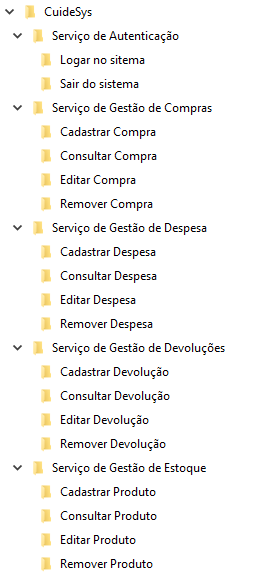 CuideSys
Serviço de Autenticação
Logar no sitema
Sair do sistema
Serviço de Gestão de Compras
Cadastrar Compra
Consultar Compra
Editar Compra
Remover Compra
Serviço de Gestão de Despesa
Cadastrar Despesa
Consultar Despesa
Editar Despesa
Remover Despesa
Serviço de Gestão de Devoluções
Cadastrar Devolução
Consultar Devolução
Editar Devolução
Remover Devolução
Serviço de Gestão de Estoque
Cadastrar Produto
Consultar Produto
Editar Produto
Remover Produto